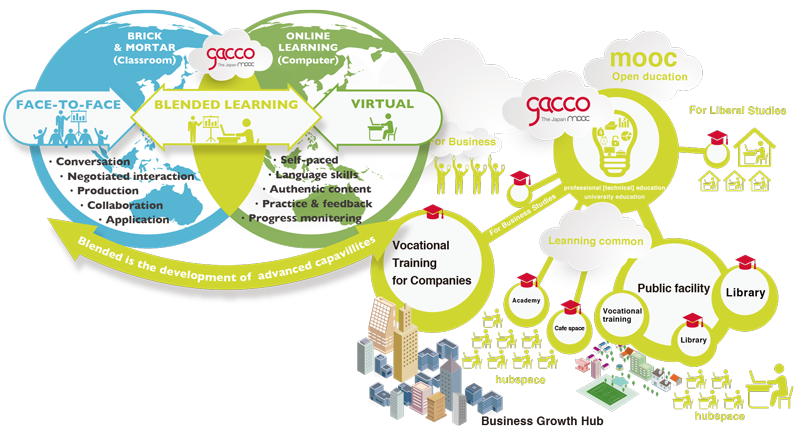 BRICK
& MORTAR
(Classroom)
gacco
The Japan mooc
ONLINE
LEARNING
(Computer)
FACE-TO-FACE
BLENDED LEARNING
VIRTUAL
· Conversation
· Negotiated interaction
· Production
· Collaboration
· Application
· Self-paced
· Language skills
· Authentic content
· Practice & feedback
· Progress monitering
Blended is the development of advanced capavillites
mooc
Open ducation
gacco
The Japan mooc
For Liberal Studies
For Business
professional [technical] education
university education
For Business Studies
Leanning common
Vocational
Training
for Companies
Academy
Cafe space
Public facility
Library
Vocational
training
Library
hubspace
hubspace
Business Growth Hub